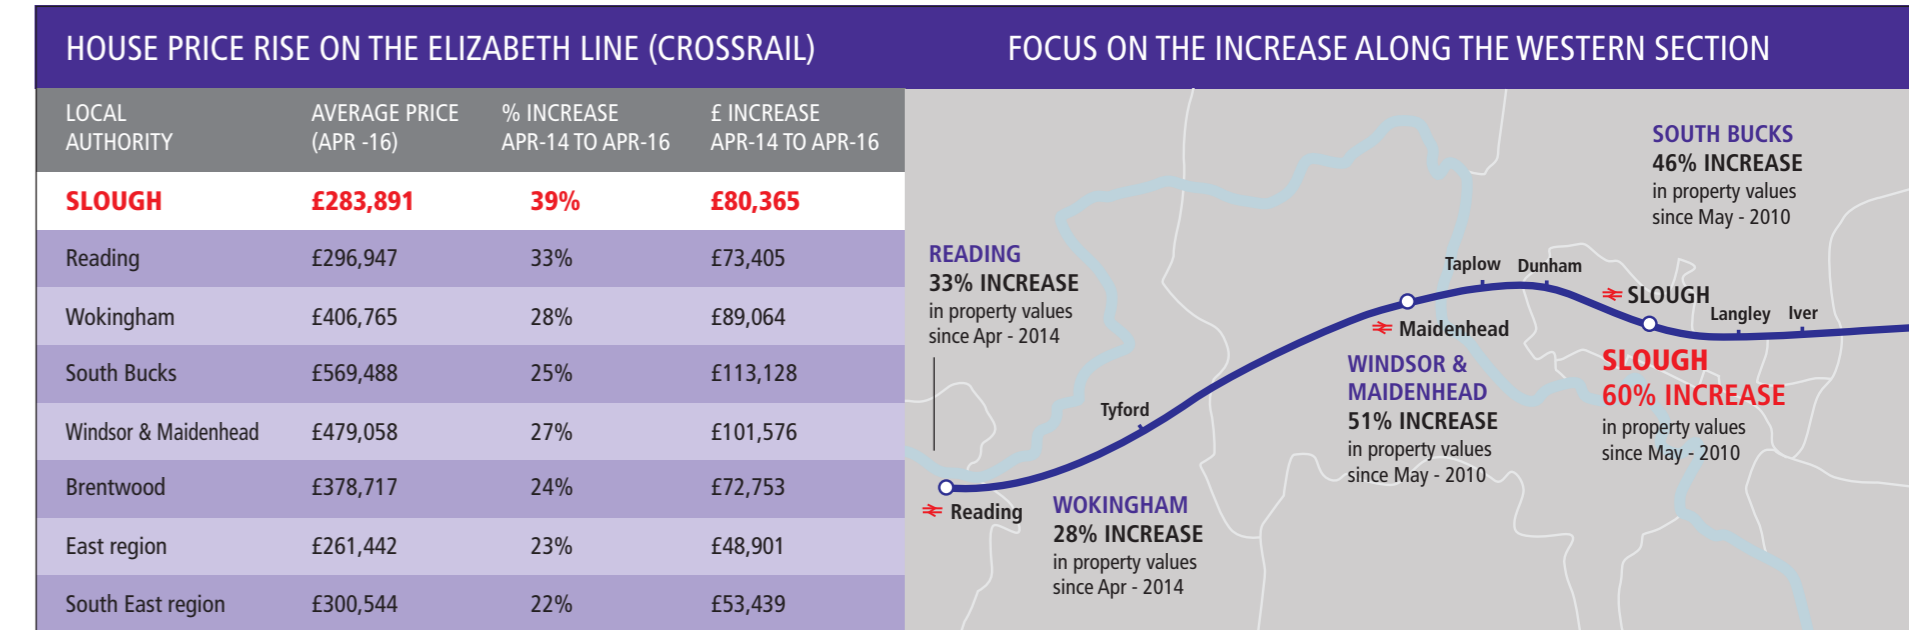 HOUSE PRICE RISE ON THE ELIZABETH LINE (CROSSRAIL)
FOCUS ON THE INCREASE ALONG THE WESTERN SECTION
LOCAL AUTHORITY AVERAGE PRICE (APR -16) % INCREASE APR-14 TO APR-16 £ INCREASE APR-14 TO APR-16
SLOUGH £283,891 39% £80,365
Reading £296,947 33% £73,405
Wokingham £406,765 28% £89,064
South Bucks £569,488 25% £113,128
Windsor & Maidenhead £479,058 27% £101,576
Brentwood £378,717 24% £72,753
East region £261,442 23% £48,901
South East region £300,544 22% £53,439
SOUTH BUCKS
46% INCREASE
in property values
since May - 2010
READING
33% INCREASE
in property values
since Apr - 2014
Taplow
Dunham
SLOUGH
Langley
Iver
Maidenhead
WINDSOR &
MAIDENHEAD
51% INCREASE
in property values
since May - 2010
SLOUGH
60% INCREASE
in property values
since May - 2010
Tyford
Reading
WOKINGHAM
28% INCREASE
in property values
since Apr - 2014